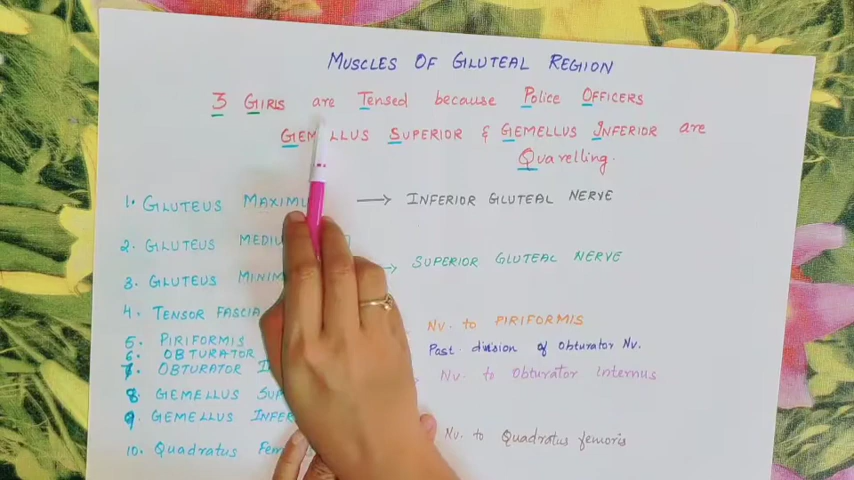 MUSCLES OF GLUTEAL REGION
3 GIRLS are Tensed because Police OFFICERS
GEMELLUS SUPERIOR & GEMELLUS INFERIOR are
Quarelling.
1. GLUTEUS → INFERIOR GLUTEAL NERVE
2. GLUTEUS
SUPERIOR GLUTEAL NERVE
3. GLUTEUS
4. TENSOR FASCIA
Nv. to PIRIFORMIS
5. PIRIFORMIS
6. OBTURATOR Past. division of Obturator Nv.
7. OBTURATOR Nv. to Obturator Internus
8. GEMELLUS
9. GEMELLUS
10. Quadratus Nv. to Quadratus femoris